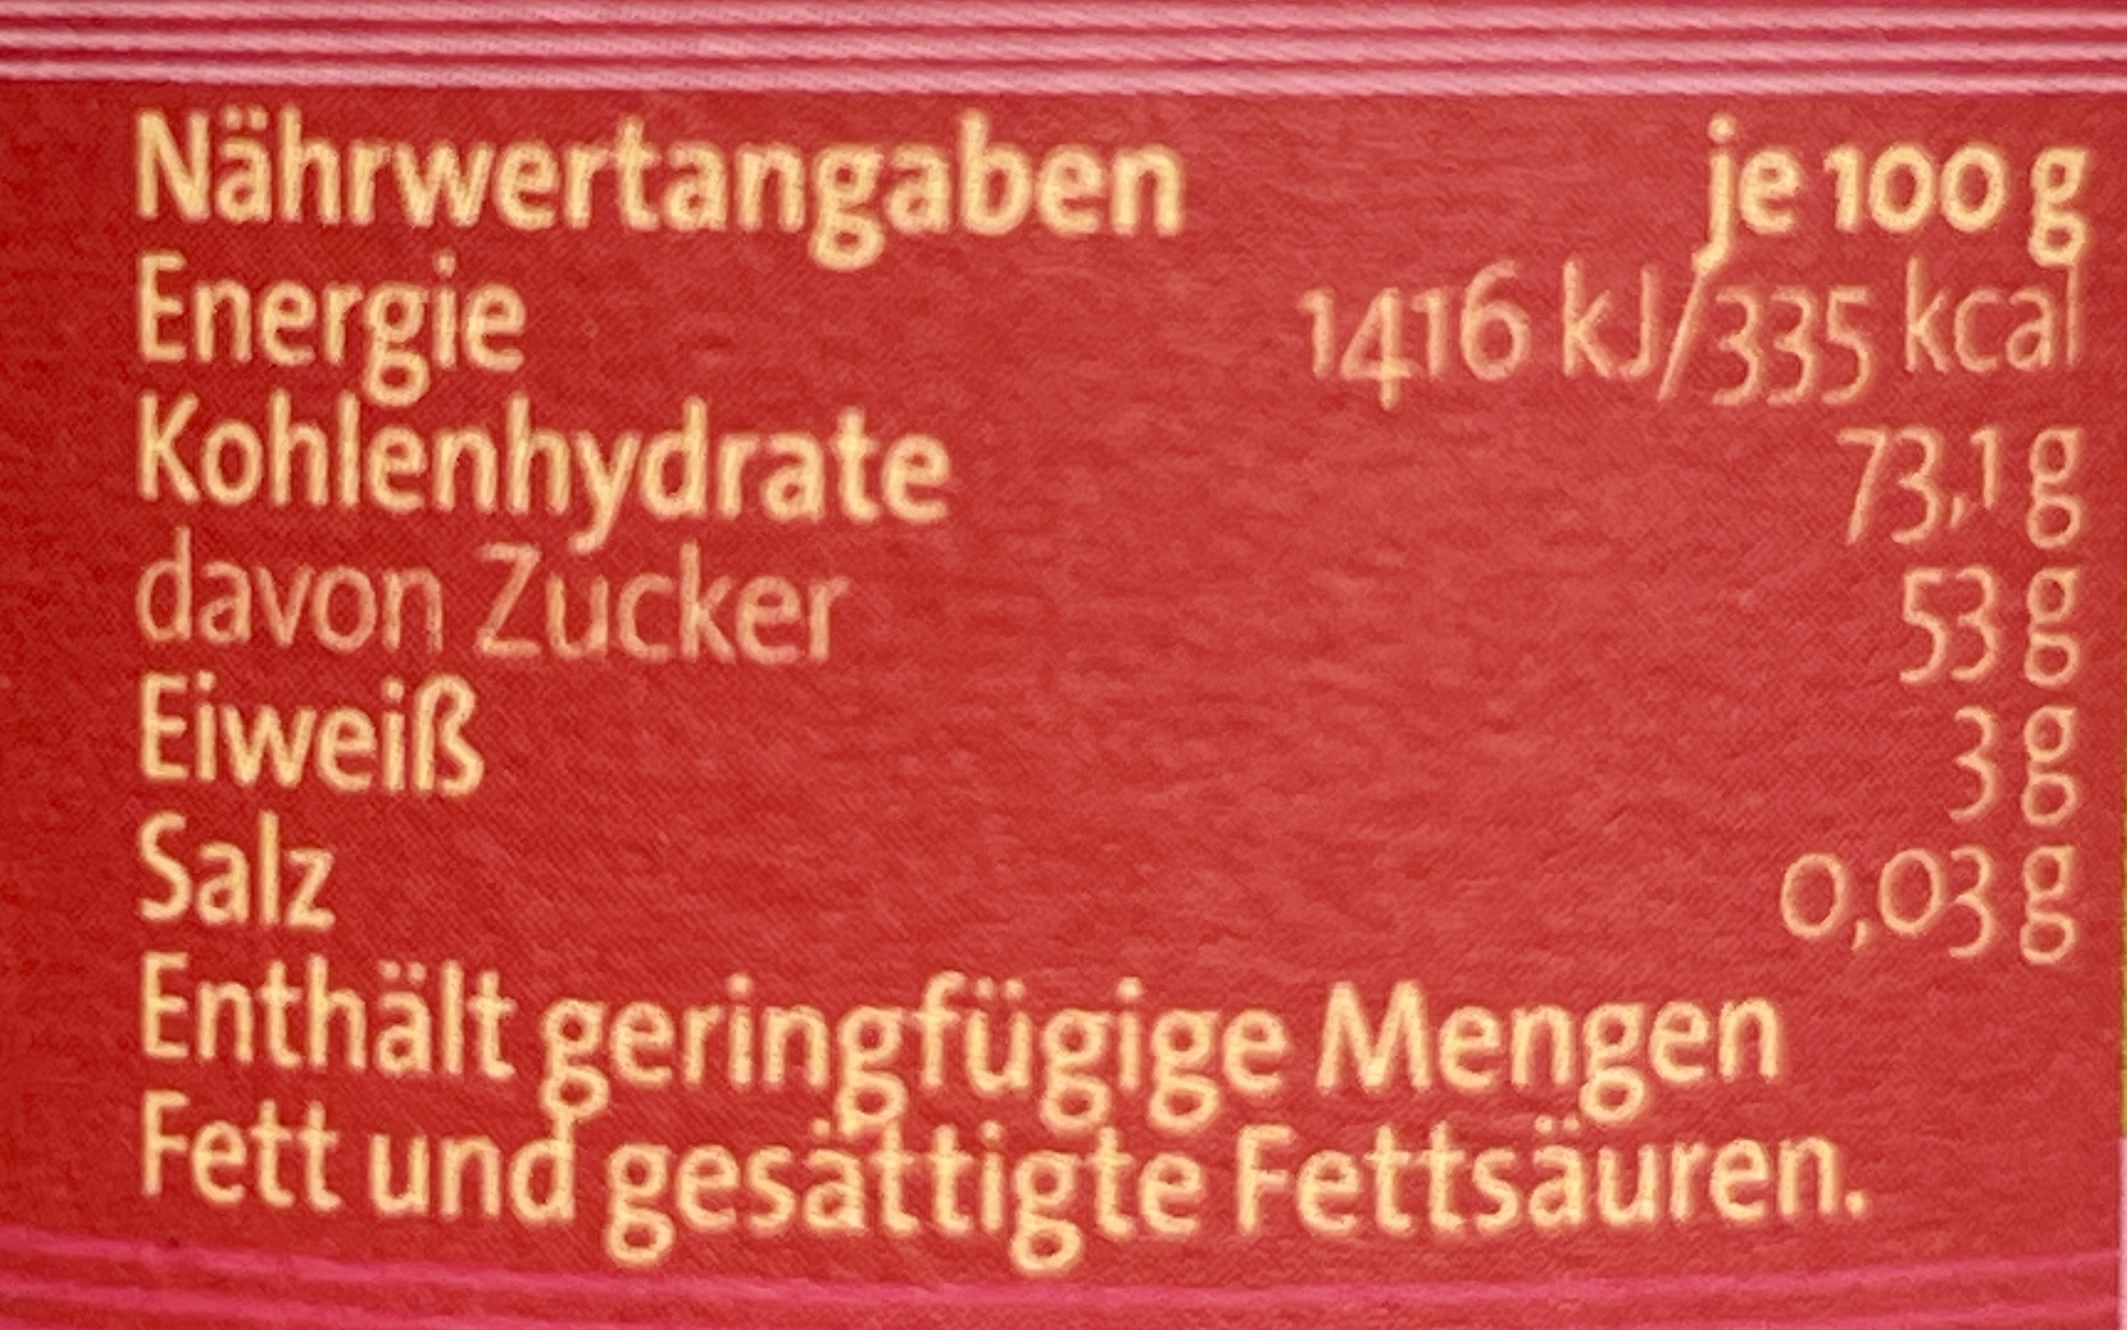 Nährwertangaben je 100 g
Energie 1416 kJ/335 kcal
Kohlenhydrate 73,1 g
davon Zucker 53 g
Eiweiß 3 g
Salz 0,03 g
Enthält geringfügige Mengen
Fett und gesättigte Fettsäuren.